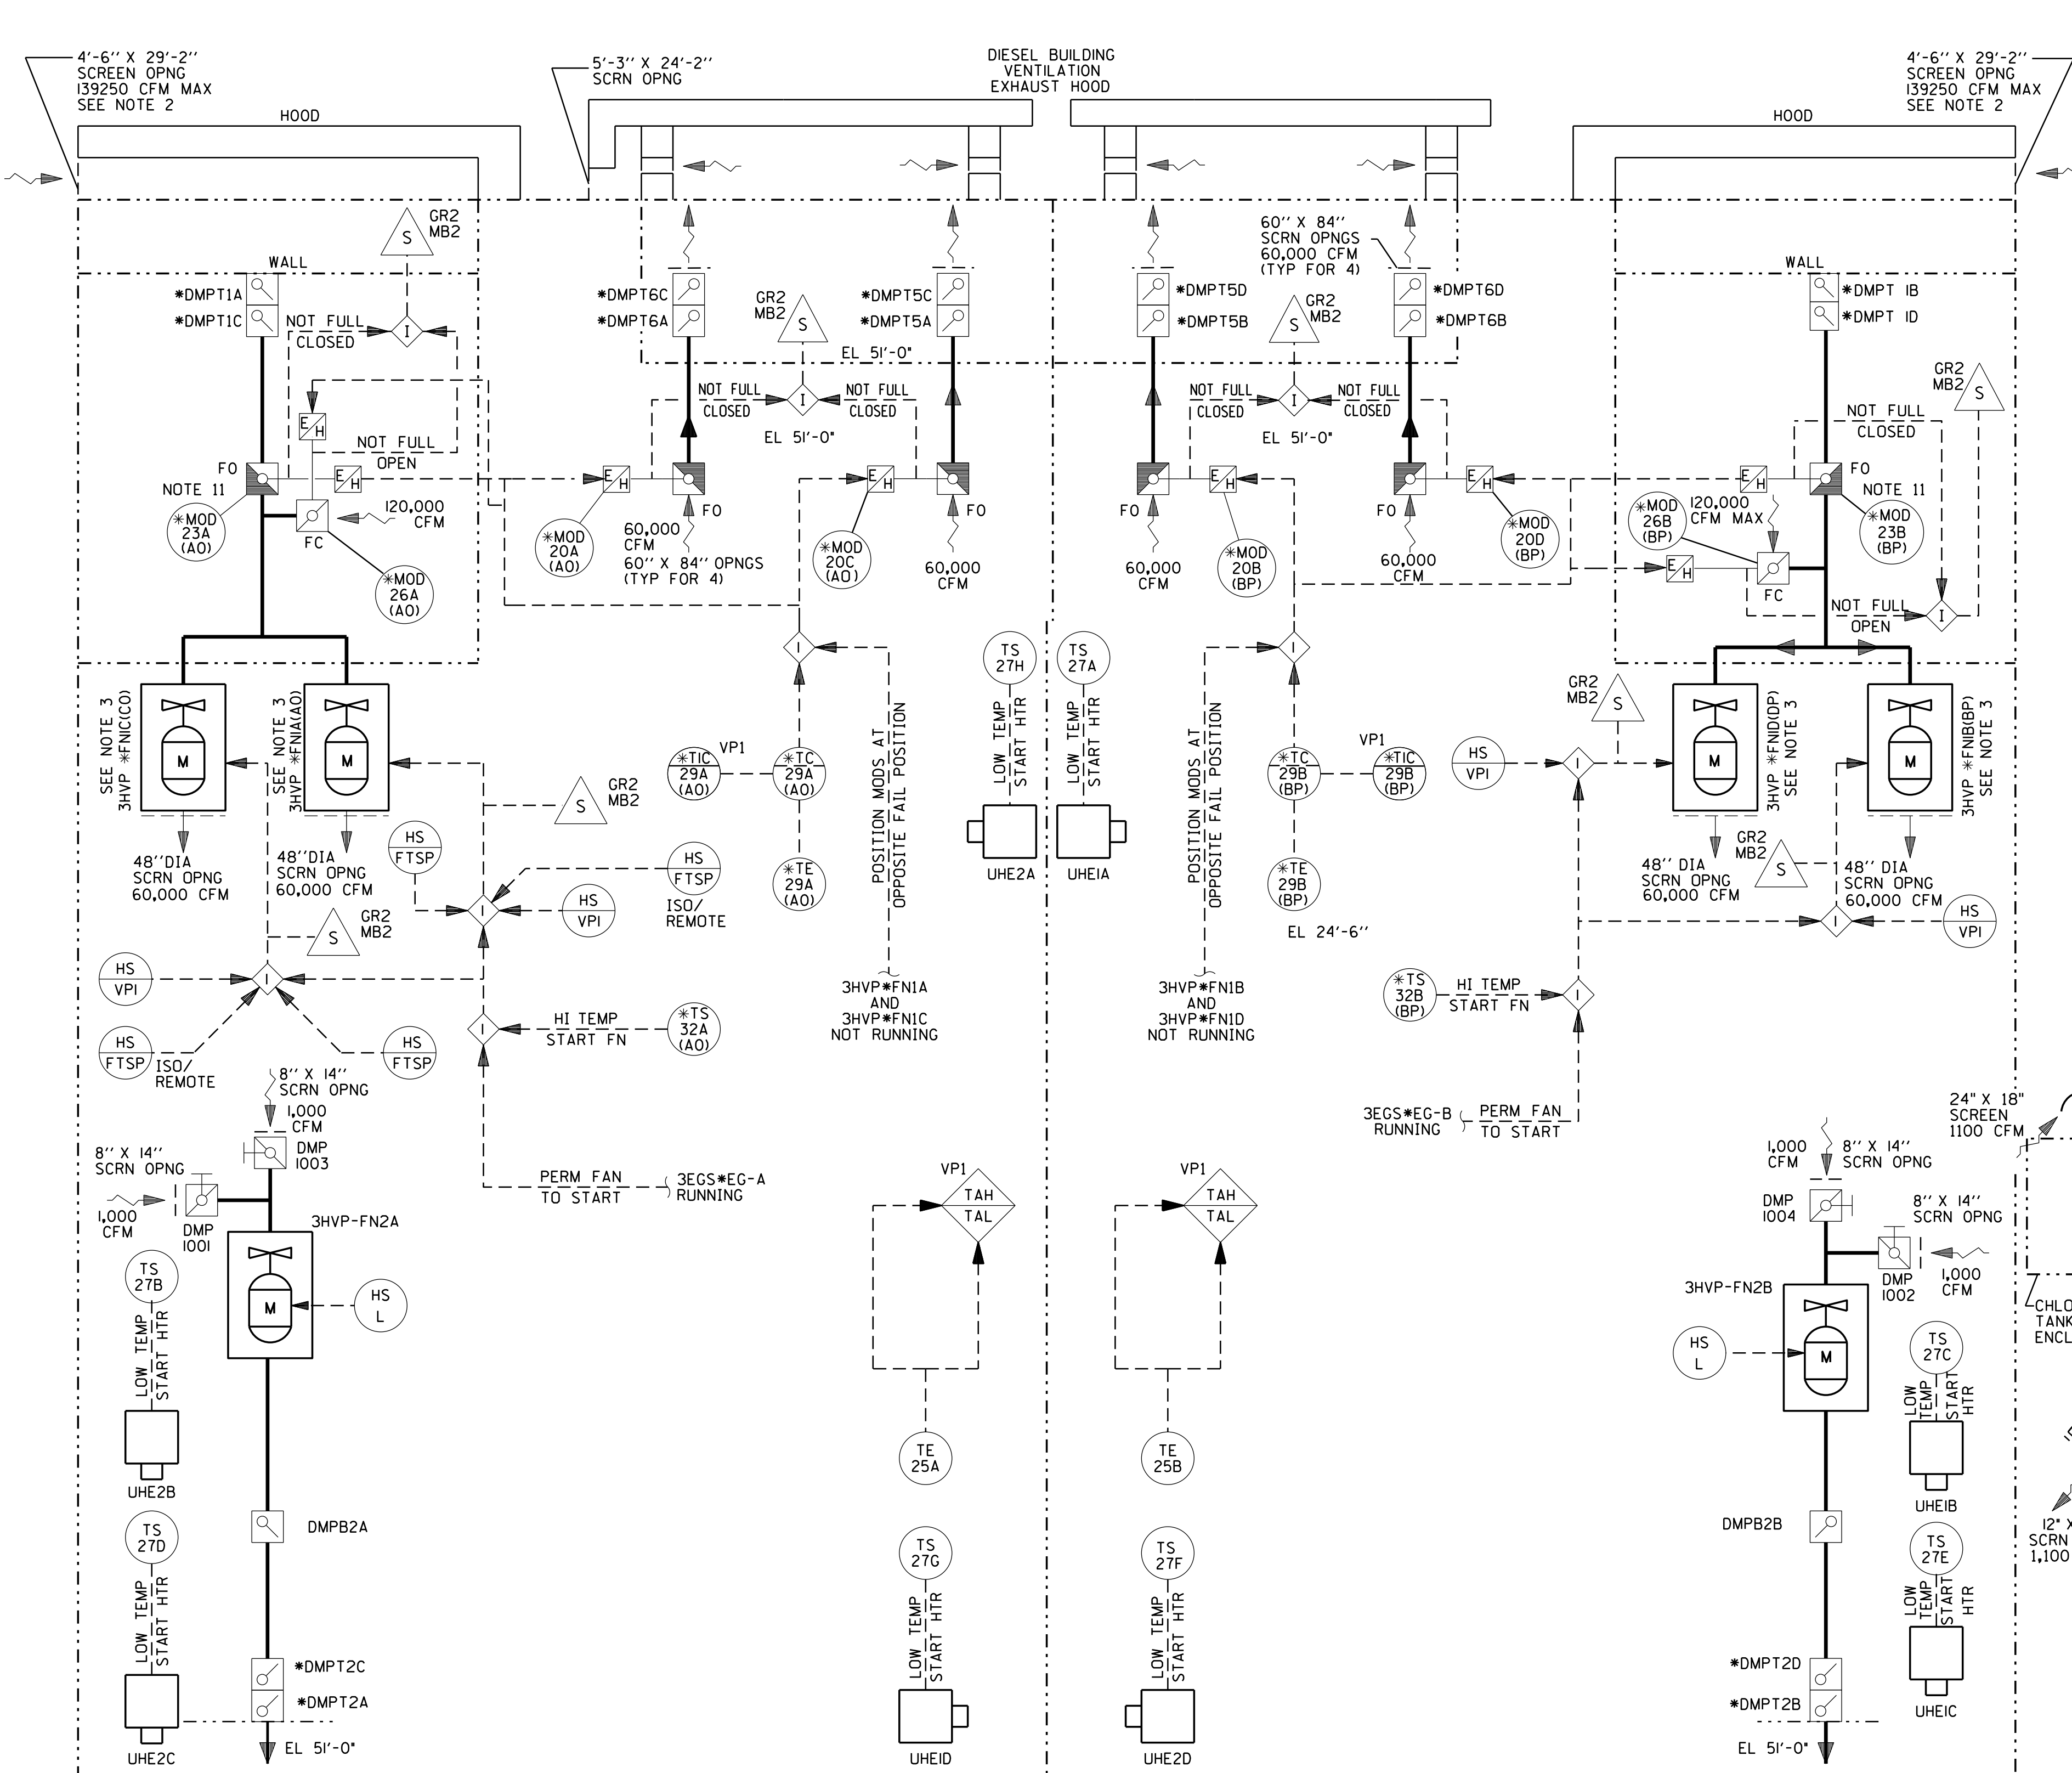 4'-6'' X 29'-2''
SCREEN OPNG
139250 CFM MAX
SEE NOTE 2
HOOD
5'-3'' X 24'-2''
SCRN OPNG
DIESEL BUILDING
VENTILATION
EXHAUST HOOD
HOOD
4'-6'' X 29'-2''
SCREEN OPNG
139250 CFM MAX
SEE NOTE 2
WALL
S
GR2
MB2
*DMPT1A
*DMPT1C
NOT FULL
CLOSED
I
E/H
NOT FULL
OPEN
FO
NOTE 11
E/H
*MOD
23A
(AO)
120,000
CFM
FC
*MOD
26A
(AO)
*DMPT6C
*DMPT6A
GR2
MB2
S
*DMPT5C
*DMPT5A
EL 51'-0"
NOT FULL
CLOSED
I
NOT FULL
CLOSED
EL 51'-0"
E/H
E/H
*MOD
20A
(AO)
FO
60,000
CFM
60'' X 84'' OPNGS
(TYP FOR 4)
*MOD
20C
(AO)
FO
60,000
CFM
*DMPT5D
*DMPT5B
60'' X 84''
SCRN OPNGS
60,000 CFM
(TYP FOR 4)
GR2
MB2
S
*DMPT6D
*DMPT6B
NOT FULL
CLOSED
I
NOT FULL
CLOSED
EL 51'-0"
E/H
E/H
FO
60,000
CFM
*MOD
20B
(BP)
FO
60,000
CFM
*MOD
20D
(BP)
WALL
*DMPT 1B
*DMPT 1D
GR2
MB2
S
NOT FULL
CLOSED
E/H
FO
NOTE 11
*MOD
26B
(BP)
120,000
CFM MAX
*MOD
23B
(BP)
E/H
FC
NOT FULL
OPEN
I
SEE NOTE 3
3HVP *FN1C(CO)
M
SEE NOTE 3
3HVP *FN1A(AO)
M
48''DIA
SCRN OPNG
60,000 CFM
48''DIA
SCRN OPNG
60,000 CFM
HS
FTSP
S
GR2
MB2
HS
FTSP
ISO/
REMOTE
I
HS
VP1
S
GR2
MB2
HS
VP1
I
HS
FTSP
ISO/
REMOTE
HS
FTSP
I
HI TEMP
START FN
*TS
32A
(AO)
PERM FAN
TO START
3EGS*EG-A
RUNNING
I
*TIC
29A
(AO)
VP1
*TC
29A
(AO)
*TE
29A
(AO)
POSITION MODS AT
OPPOSITE FAIL POSITION
3HVP*FN1A
AND
3HVP*FN1C
NOT RUNNING
TS
27H
LOW TEMP
START HTR
UHE2A
TS
27A
LOW TEMP
START HTR
UHE1A
POSITION MODS AT
OPPOSITE FAIL POSITION
3HVP*FN1B
AND
3HVP*FN1D
NOT RUNNING
I
*TC
29B
(BP)
VP1
*TIC
29B
(BP)
*TE
29B
(BP)
EL 24'-6''
HS
VP1
I
GR2
MB2
S
M
3HVP *FN1D(DP)
SEE NOTE 3
M
3HVP *FN1B(BP)
SEE NOTE 3
48'' DIA
SCRN OPNG
60,000 CFM
GR2
MB2
S
48'' DIA
SCRN OPNG
60,000 CFM
I
HS
VP1
*TS
32B
(BP)
HI TEMP
START FN
I
3EGS*EG-B
RUNNING
PERM FAN
TO START
8'' X 14''
SCRN OPNG
1,000
CFM
DMP
1003
8'' X 14''
SCRN OPNG
1,000
CFM
DMP
1001
3HVP-FN2A
M
HS
L
TS
27B
LOW TEMP
START HTR
UHE2B
DMPB2A
TS
27D
LOW TEMP
START HTR
UHE2C
*DMPT2C
*DMPT2A
EL 51'-0"
VP1
TAH
TAL
TE
25A
TS
27G
LOW TEMP
START HTR
UHE1D
VP1
TAH
TAL
TE
25B
TS
27F
LOW TEMP
START HTR
UHE2D
1,000
CFM
8'' X 14''
SCRN OPNG
DMP
1004
8'' X 14''
SCRN OPNG
DMP
1002
1,000
CFM
3HVP-FN2B
M
HS
L
TS
27C
LOW
TEMP
START
HTR
UHE1B
DMPB2B
TS
27E
LOW
TEMP
START
HTR
UHE1C
*DMPT2D
*DMPT2B
EL 51'-0"
24" X 18"
SCREEN
1100 CFM
CHLO
TANK
ENCL
12" X
SCRN
1,100